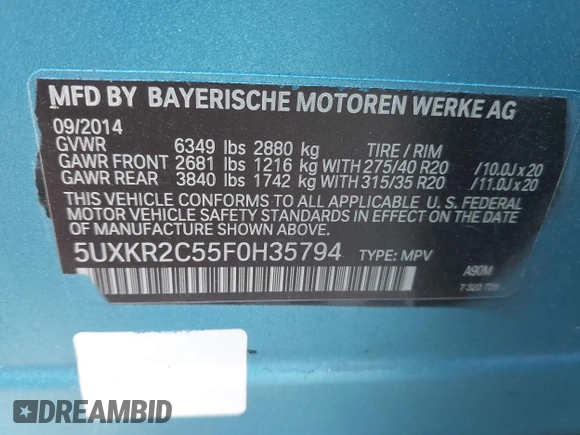 MFD BY BAYERISCHE MOTOREN WERKE AG
09/2014
GVWR 6349 lbs 2880 kg TIRE / RIM
GAWR FRONT 2681 lbs 1216 kg WITH 275/40 R20 /10.0J x 20
GAWR REAR 3840 lbs 1742 kg WITH 315/35 R20 /11.0J x 20
THIS VEHICLE CONFORMS TO ALL APPLICABLE U. S. FEDERAL
MOTOR VEHICLE SAFETY STANDARDS IN EFFECT ON THE DATE
OF MANUFACTURE SHOWN ABOVE.
5UXKR2C55F0H35794 TYPE: MPV
A90M
7 320 729
DREAMBID